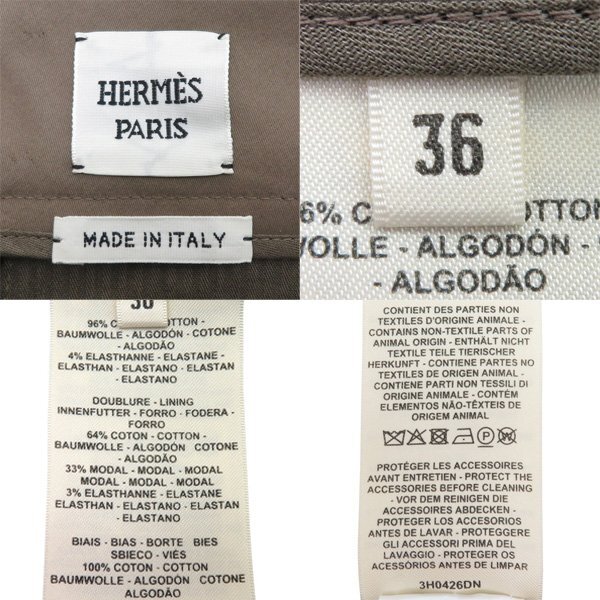 HERMÈS
PARIS
MADE IN ITALY
36
6% C OTTON
WOLLE - ALGODÓN -
- ALGODÃO
36
96% COTTON -
BAUMWOLLE - ALGODÓN - COTONE
- ALGODÃO
4% ELASTHANNE - ELASTANE -
ELASTHAN - ELASTANO - ELASTAN
ELASTANO
DOUBLURE - LINING
INNENFUTTER - FORRO - FODERA -
FORRO
64% COTON - COTTON -
BAUMWOLLE - ALGODÓN COTONE
- ALGODÃO
33% MODAL - MODAL - MODAL
MODAL - MODAL - MODAL
3% ELASTHANNE - ELASTANE
ELASTHAN - ELASTANO - ELASTAN
ELASTANO
BIAIS - BIAS - BORTE BIES
SBIECO - VIÉS
100% COTON - COTTON
BAUMWOLLE - ALGODÓN COTONE
- ALGODÃO
CONTIENT DES PARTIES NON
TEXTILES D'ORIGINE ANIMALE -
CONTAINS NON-TEXTILE PARTS OF
ANIMAL ORIGIN - ENTHÄLT NICHT
TEXTILE TEILE TIERISCHER
HERKUNFT - CONTIENE PARTES NO
TEXTILES DE ORIGEN ANIMAL -
CONTIENE PARTI NON TESSILI DI
ORIGINE ANIMALE - CONTÉM
ELEMENTOS NÃO-TÊXTEIS DE
ORIGEM ANIMAL
P
PROTÉGER LES ACCESSOIRES
AVANT ENTRETIEN - PROTECT THE
ACCESSORIES BEFORE CLEANING
- VOR DEM REINIGEN DIE
ACCESSOIRES ABDECKEN -
PROTEGER LOS ACCESORIOS
ANTES DE LAVAR - PROTEGGERE
GLI ACCESSORI PRIMA DEL
LAVAGGIO - PROTEGER OS
ACESSÓRIOS ANTES DE LIMPAR
3H0426DN